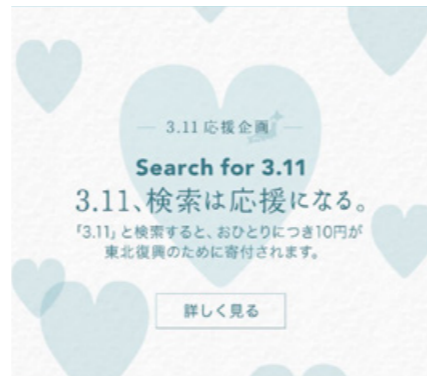 3.11 応援企画
Search for 3.11
3.11、検索は応援になる。
「3.11」と検索すると、おひとりにつき10円が
東北復興のために寄付されます。
詳しく見る